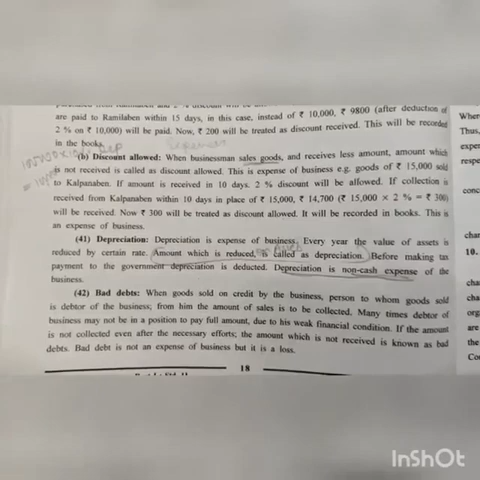 are paid to Ramilaben within 15 days, in this case, instead of ₹ 10,000, ₹ 9800 (after deduction of
2 % on ₹ 10,000) will be paid. Now, ₹ 200 will be treated as discount received. This will be recorded
in the books.
(b) Discount allowed: When businessman sales goods, and receives less amount, amount which
is not received is called as discount allowed. This is expense of business e.g. goods of ₹ 15,000 sold
to Kalpanaben. If amount is received in 10 days. 2 % discount will be allowed. If collection is
received from Kalpanaben within 10 days in place of ₹ 15,000, ₹ 14,700 (₹ 15,000 × 2 % = ₹ 300)
will be received. Now ₹ 300 will be treated as discount allowed. It will be recorded in books. This is
an expense of business.
(41) Depreciation: Depreciation is expense of business. Every year the value of assets is
reduced by certain rate. Amount which is reduced, is called as depreciation. Before making tax
payment to the government depreciation is deducted. Depreciation is non-cash expense of the
business.
(42) Bad debts: When goods sold on credit by the business, person to whom goods sold
is debtor of the business; from him the amount of sales is to be collected. Many times debtor of
business may not be in a position to pay full amount, due to his weak financial condition. If the amount
is not collected even after the necessary efforts; the amount which is not received is known as bad
debts. Bad debt is not an expense of business but it is a loss.
18
When
Thus,
exper
respe
conc
char
10.
cha
cha
org
are
the
Co
InShOt